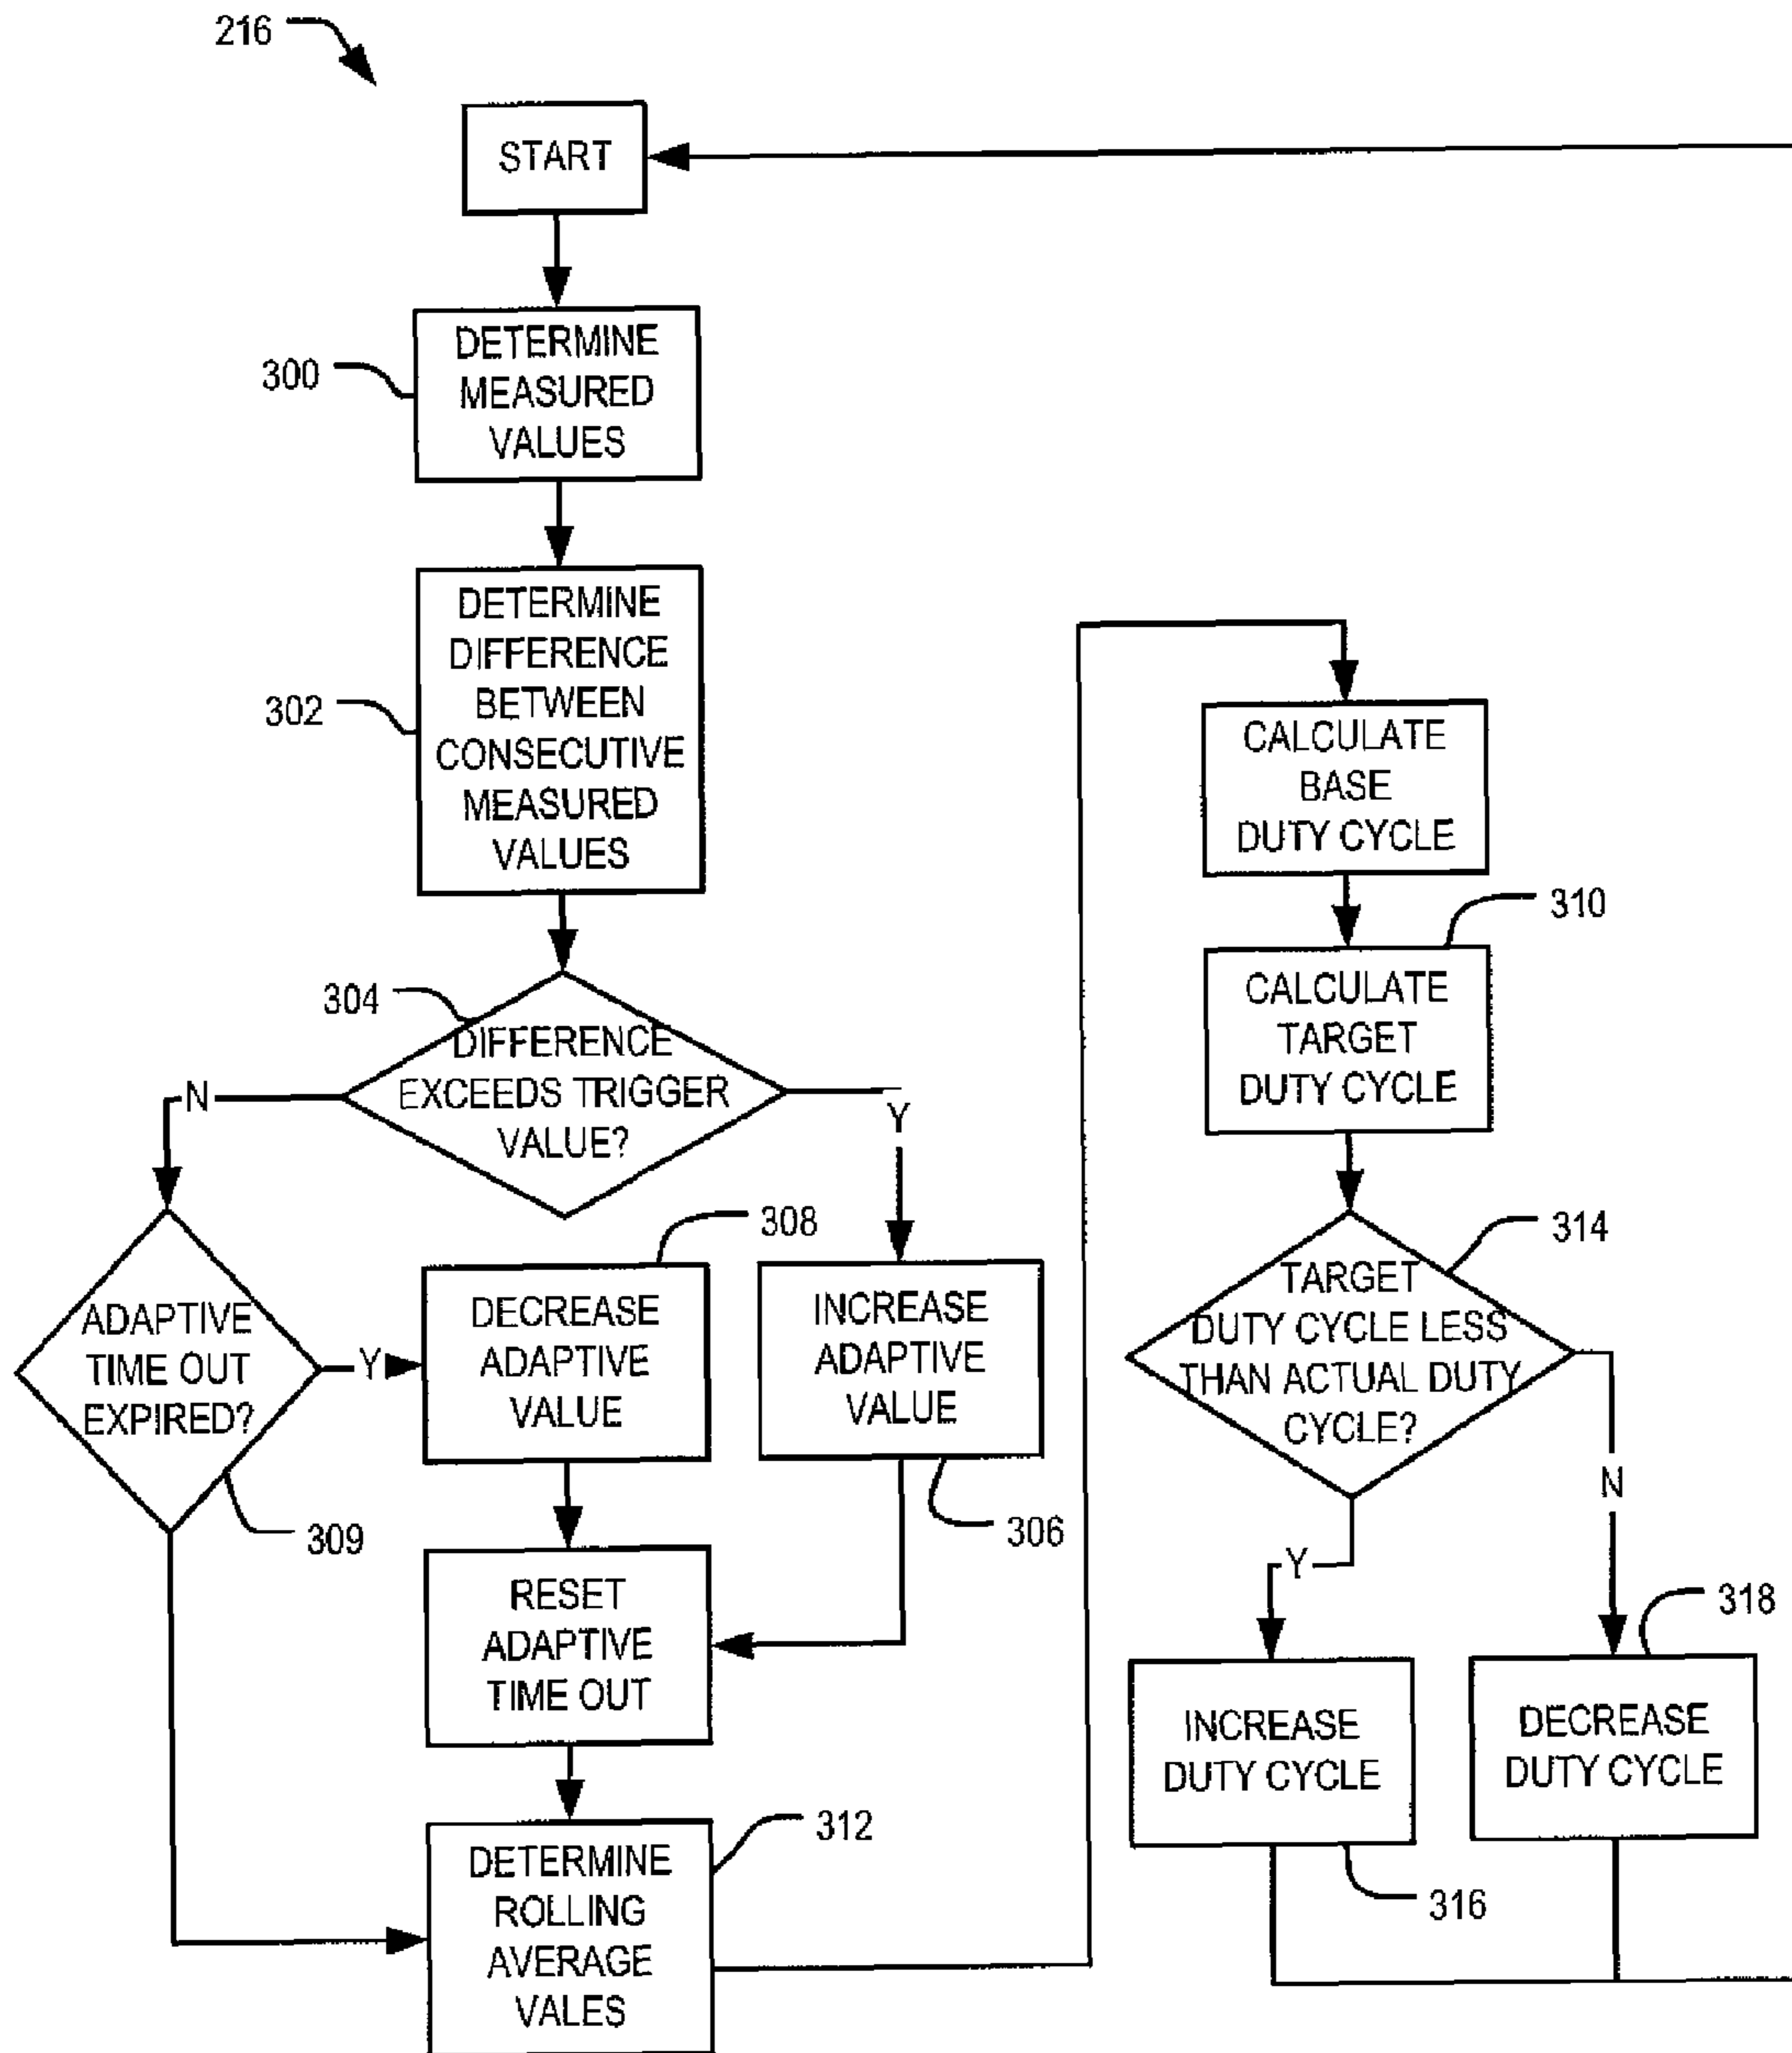 216
START
300
DETERMINE
MEASURED
VALUES
302
DETERMINE
DIFFERENCE
BETWEEN
CONSECUTIVE
MEASURED
VALUES
304
DIFFERENCE
EXCEEDS TRIGGER
VALUE?
N
Y
ADAPTIVE
TIME OUT
EXPIRED?
309
Y
308
DECREASE
ADAPTIVE
VALUE
INCREASE
ADAPTIVE
VALUE
306
RESET
ADAPTIVE
TIME OUT
312
DETERMINE
ROLLING
AVERAGE
VALES
CALCULATE
BASE
DUTY CYCLE
310
CALCULATE
TARGET
DUTY CYCLE
314
TARGET
DUTY CYCLE LESS
THAN ACTUAL DUTY
CYCLE?
Y
N
INCREASE
DUTY CYCLE
316
318
DECREASE
DUTY CYCLE